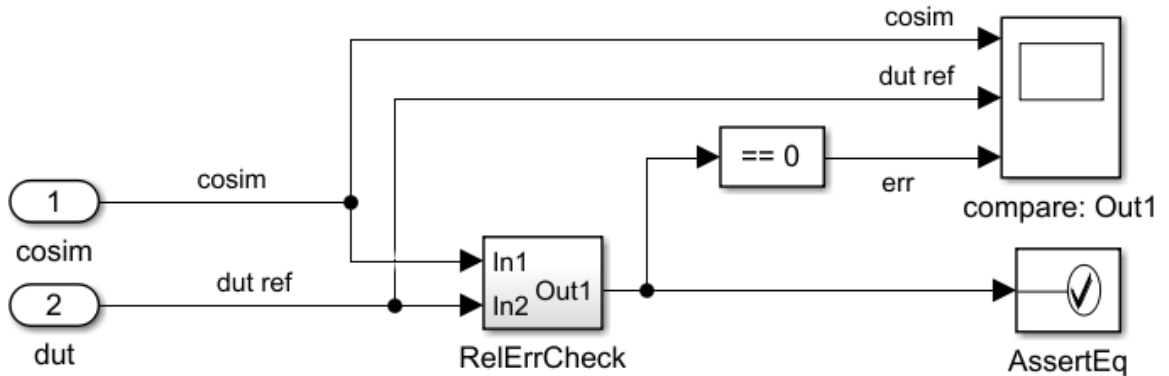 cosim
dut ref
== 0
err
compare: Out1
cosim
1
cosim
In1
Out1
In2
RelErrCheck
dut ref
2
dut
AssertEq